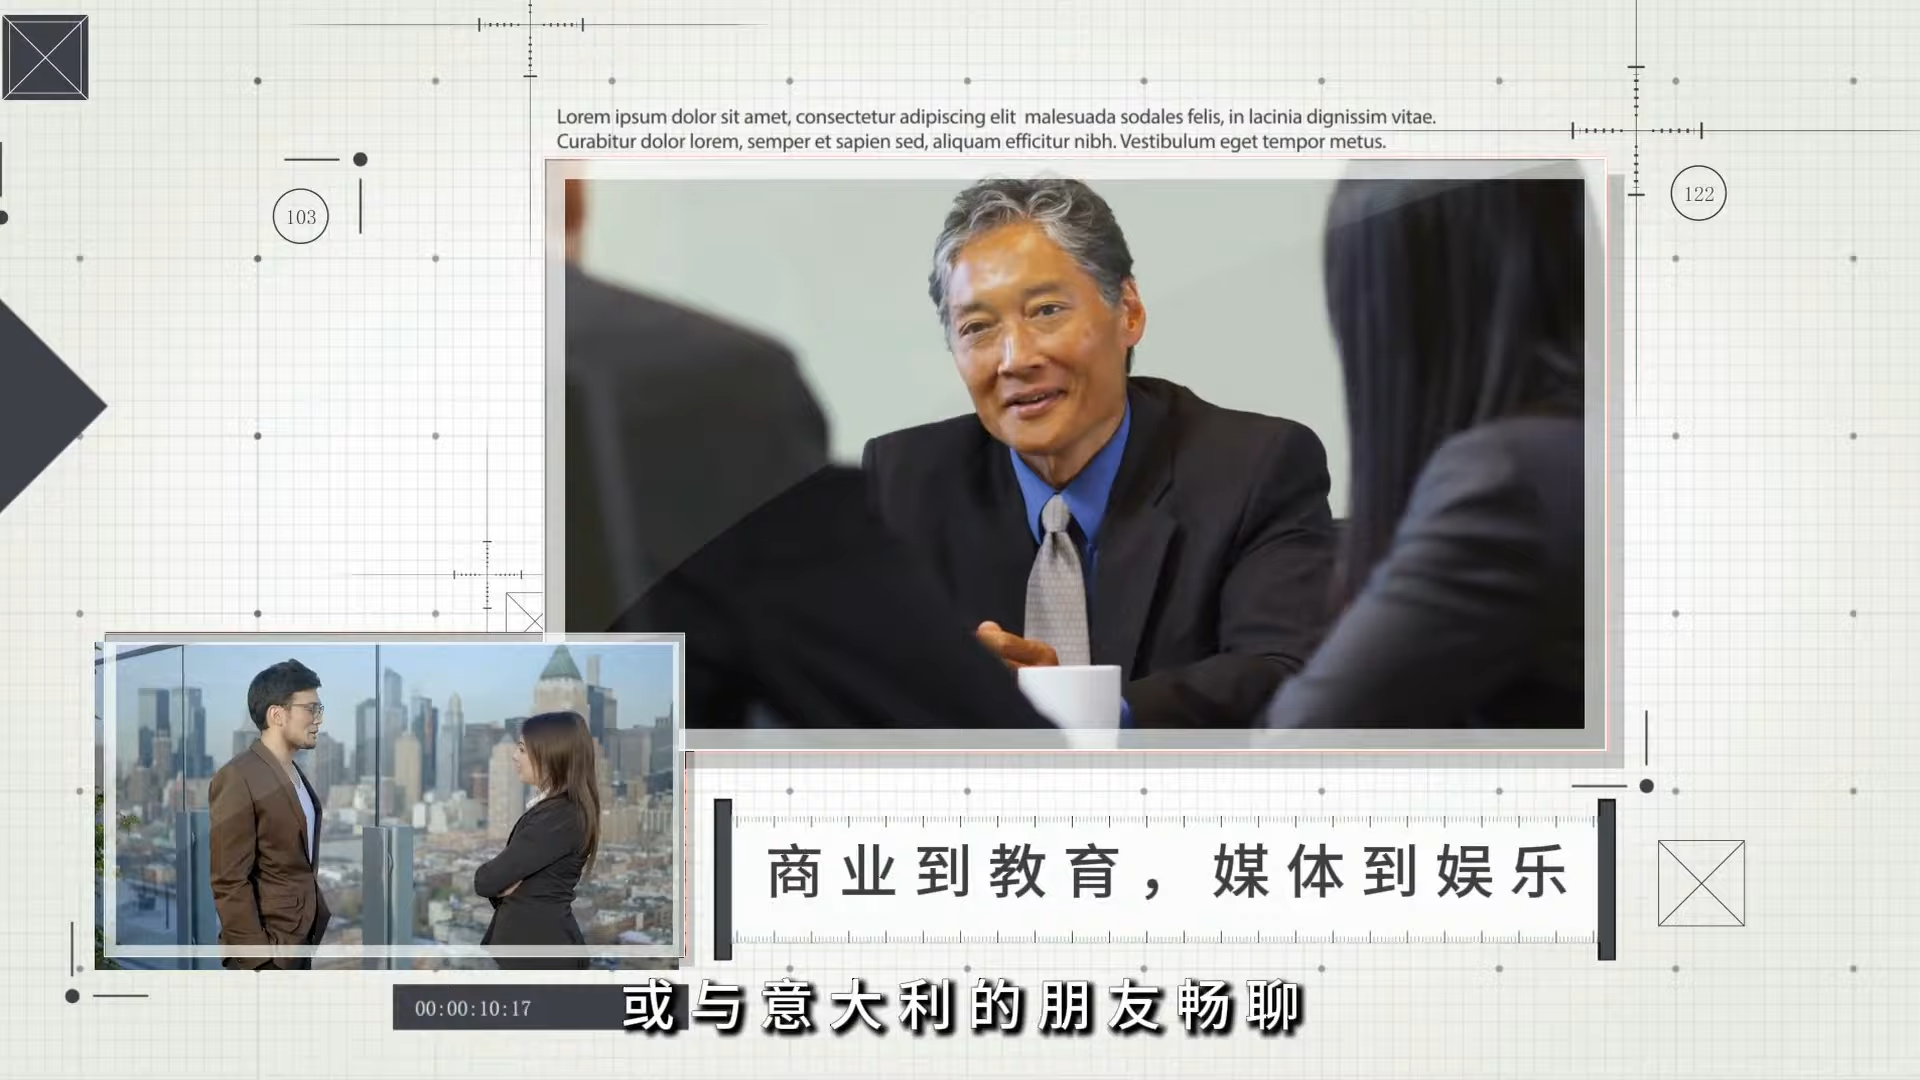 Lorem ipsum dolor sit amet, consectetur adipiscing elit  malesuada sodales felis, in lacinia dignissim vitae.
Curabitur dolor lorem, semper et sapien sed, aliquam efficitur nibh. Vestibulum eget tempor metus.
103
122
商业到教育，媒体到娱乐
00:00:10:17
或与意大利的朋友畅聊